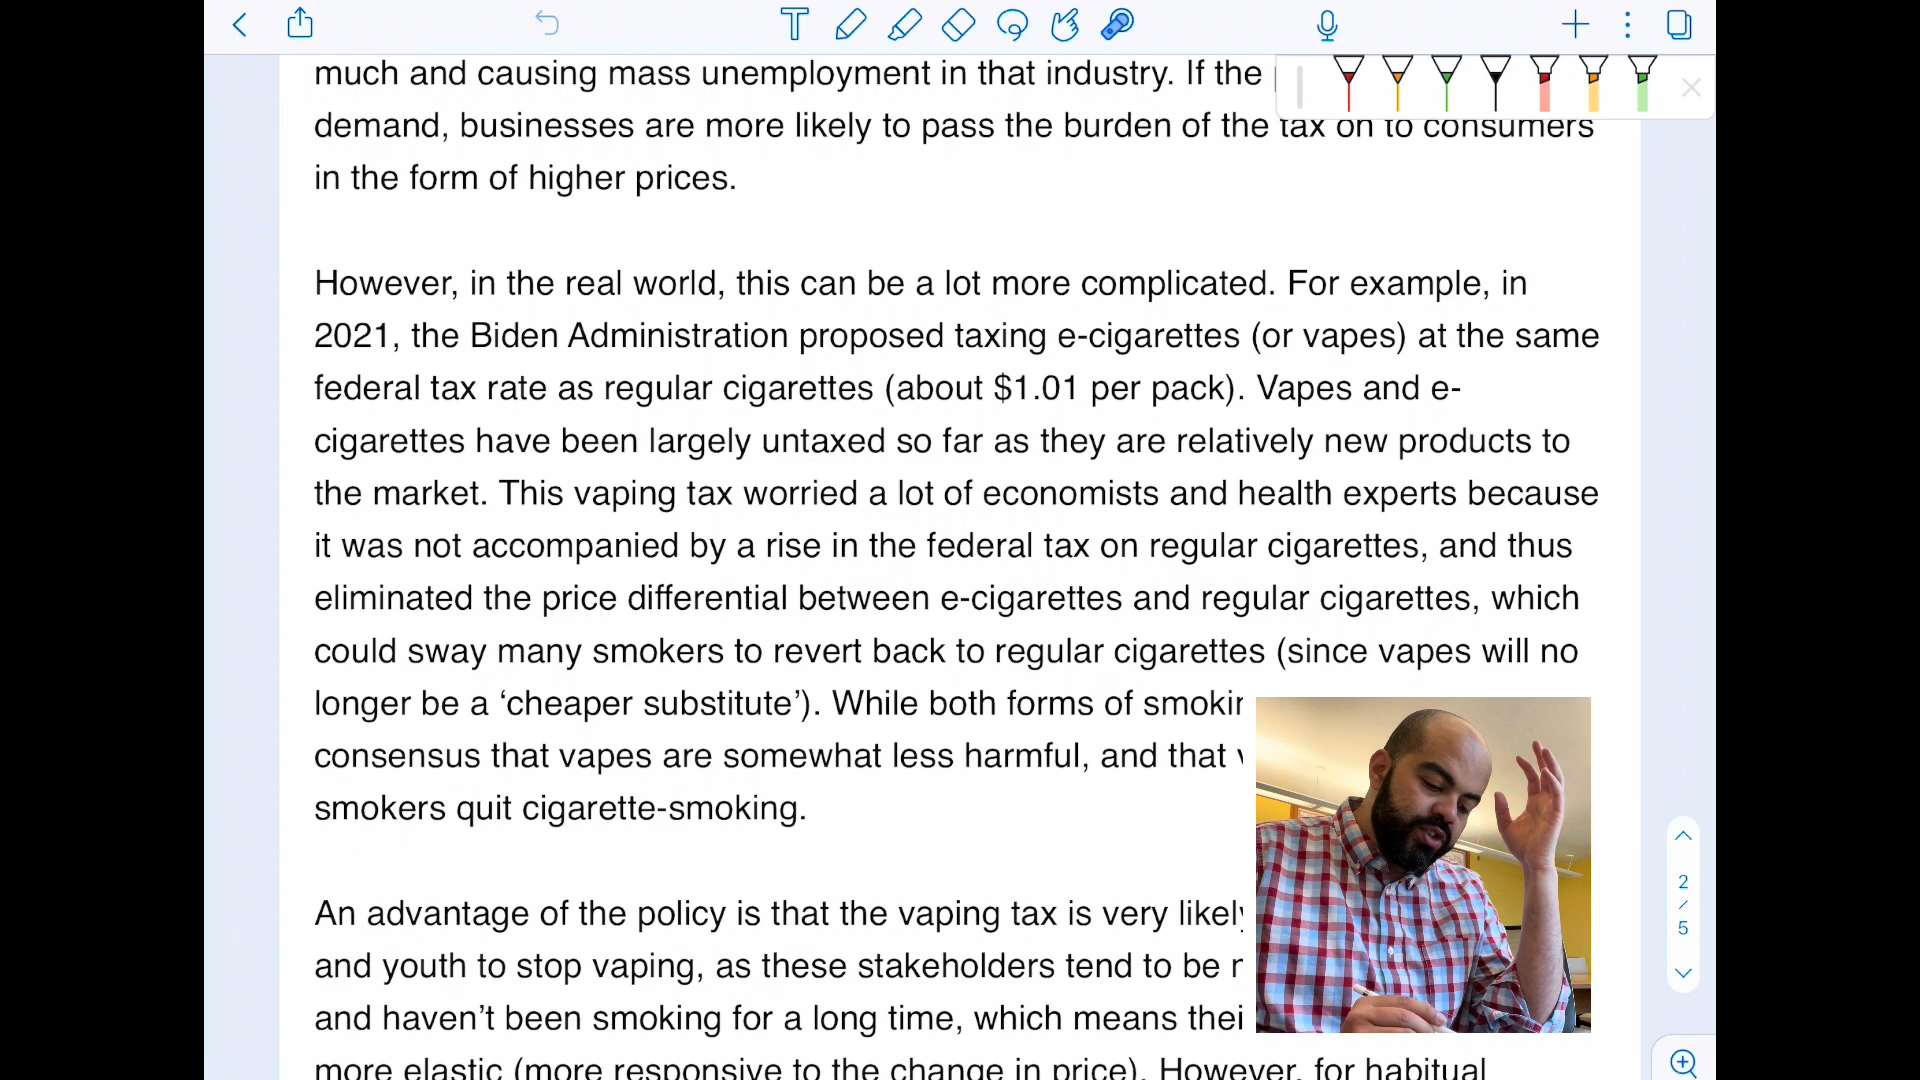 much and causing mass unemployment in that industry. If the
demand, businesses are more likely to pass the burden of the tax on to consumers
in the form of higher prices.
However, in the real world, this can be a lot more complicated. For example, in
2021, the Biden Administration proposed taxing e-cigarettes (or vapes) at the same
federal tax rate as regular cigarettes (about $1.01 per pack). Vapes and e-
cigarettes have been largely untaxed so far as they are relatively new products to
the market. This vaping tax worried a lot of economists and health experts because
it was not accompanied by a rise in the federal tax on regular cigarettes, and thus
eliminated the price differential between e-cigarettes and regular cigarettes, which
could sway many smokers to revert back to regular cigarettes (since vapes will no
longer be a ‘cheaper substitute’). While both forms of
consensus that vapes are somewhat less harmful, and that
smokers quit cigarette-smoking.
An advantage of the policy is that the vaping tax is very
and youth to stop vaping, as these stakeholders tend to be
and haven’t been smoking for a long time, which means
more elastic (more responsive to the change in price). However, for habitual
2
/
5